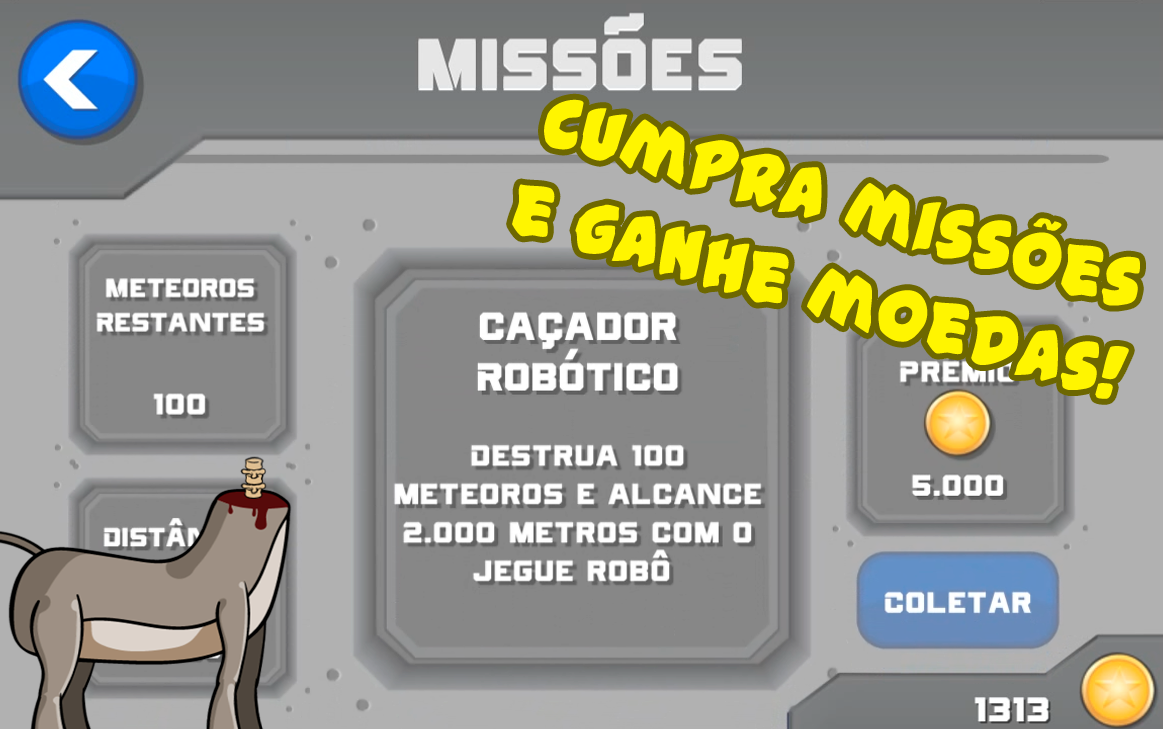 MISSÕES
CUMPRA MISSÕES
E GANHE MOEDAS!
METEOROS
RESTANTES
100
CAÇADOR
ROBÓTICO
DESTRUA 100
METEOROS E ALCANCE
2.000 METROS COM O
JEGUE ROBÔ
PRÊMIO
5.000
COLETAR
1313